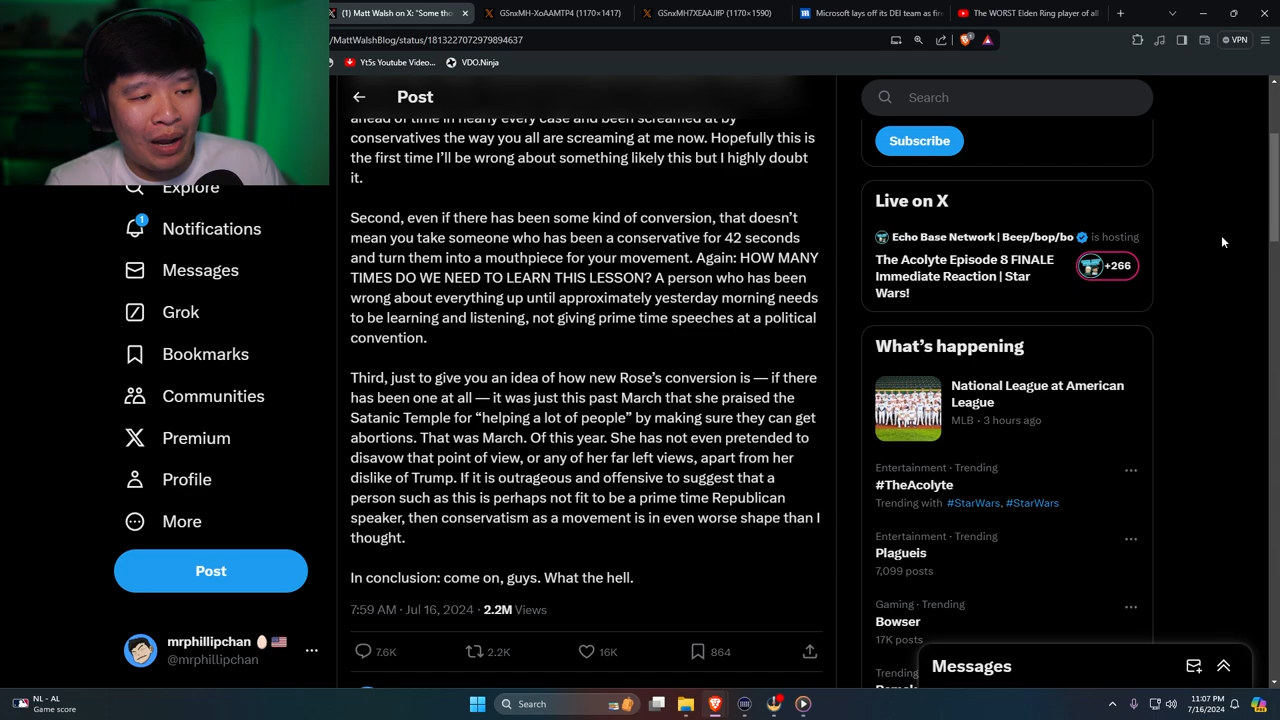 (1) Matt Walsh on X: "Some tho
GSnxMH-XoAAMTP4 (1170×1417)
GSnxMH7XEAAJIfP (1170×1590)
Microsoft lays off its DEI team as fir
The WORST Elden Ring player of all
/MattWalshBlog/status/1813227072979894637
VPN
Yt5s Youtube Video...
VDO.Ninja
Post
Search
Subscribe
ahead of time in nearly every case and been screamed at by
conservatives the way you all are screaming at me now. Hopefully this is
the first time I'll be wrong about something likely this but I highly doubt
it.
Second, even if there has been some kind of conversion, that doesn't
mean you take someone who has been a conservative for 42 seconds
and turn them into a mouthpiece for your movement. Again: HOW MANY
TIMES DO WE NEED TO LEARN THIS LESSON? A person who has been
wrong about everything up until approximately yesterday morning needs
to be learning and listening, not giving prime time speeches at a political
convention.
Third, just to give you an idea of how new Rose's conversion is — if there
has been one at all — it was just this past March that she praised the
Satanic Temple for "helping a lot of people" by making sure they can get
abortions. That was March. Of this year. She has not even pretended to
disavow that point of view, or any of her far left views, apart from her
dislike of Trump. If it is outrageous and offensive to suggest that a
person such as this is perhaps not fit to be a prime time Republican
speaker, then conservatism as a movement is in even worse shape than I
thought.
In conclusion: come on, guys. What the hell.
7:59 AM · Jul 16, 2024 · 2.2M Views
7.6K
2.2K
16K
864
Explore
1
Notifications
Messages
Grok
Bookmarks
Communities
Premium
Profile
More
Post
mrphillipchan
@mrphillipchan
Live on X
Echo Base Network | Beep/bop/bo is hosting
The Acolyte Episode 8 FINALE
Immediate Reaction | Star
Wars!
+266
What's happening
National League at American
League
MLB · 3 hours ago
Entertainment · Trending
#TheAcolyte
Trending with #StarWars, #StarWars
Entertainment · Trending
Plagueis
7,099 posts
Gaming · Trending
Bowser
17K posts
Messages
NL - AL
Game score
Search
11:07 PM
7/16/2024